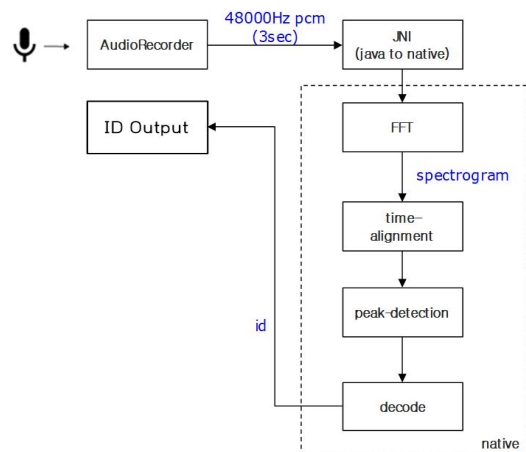 48000Hz pcm
(3sec)
AudioRecorder
JNI
(java to native)
ID Output
FFT
spectrogram
time-
alignment
peak-detection
id
decode
native